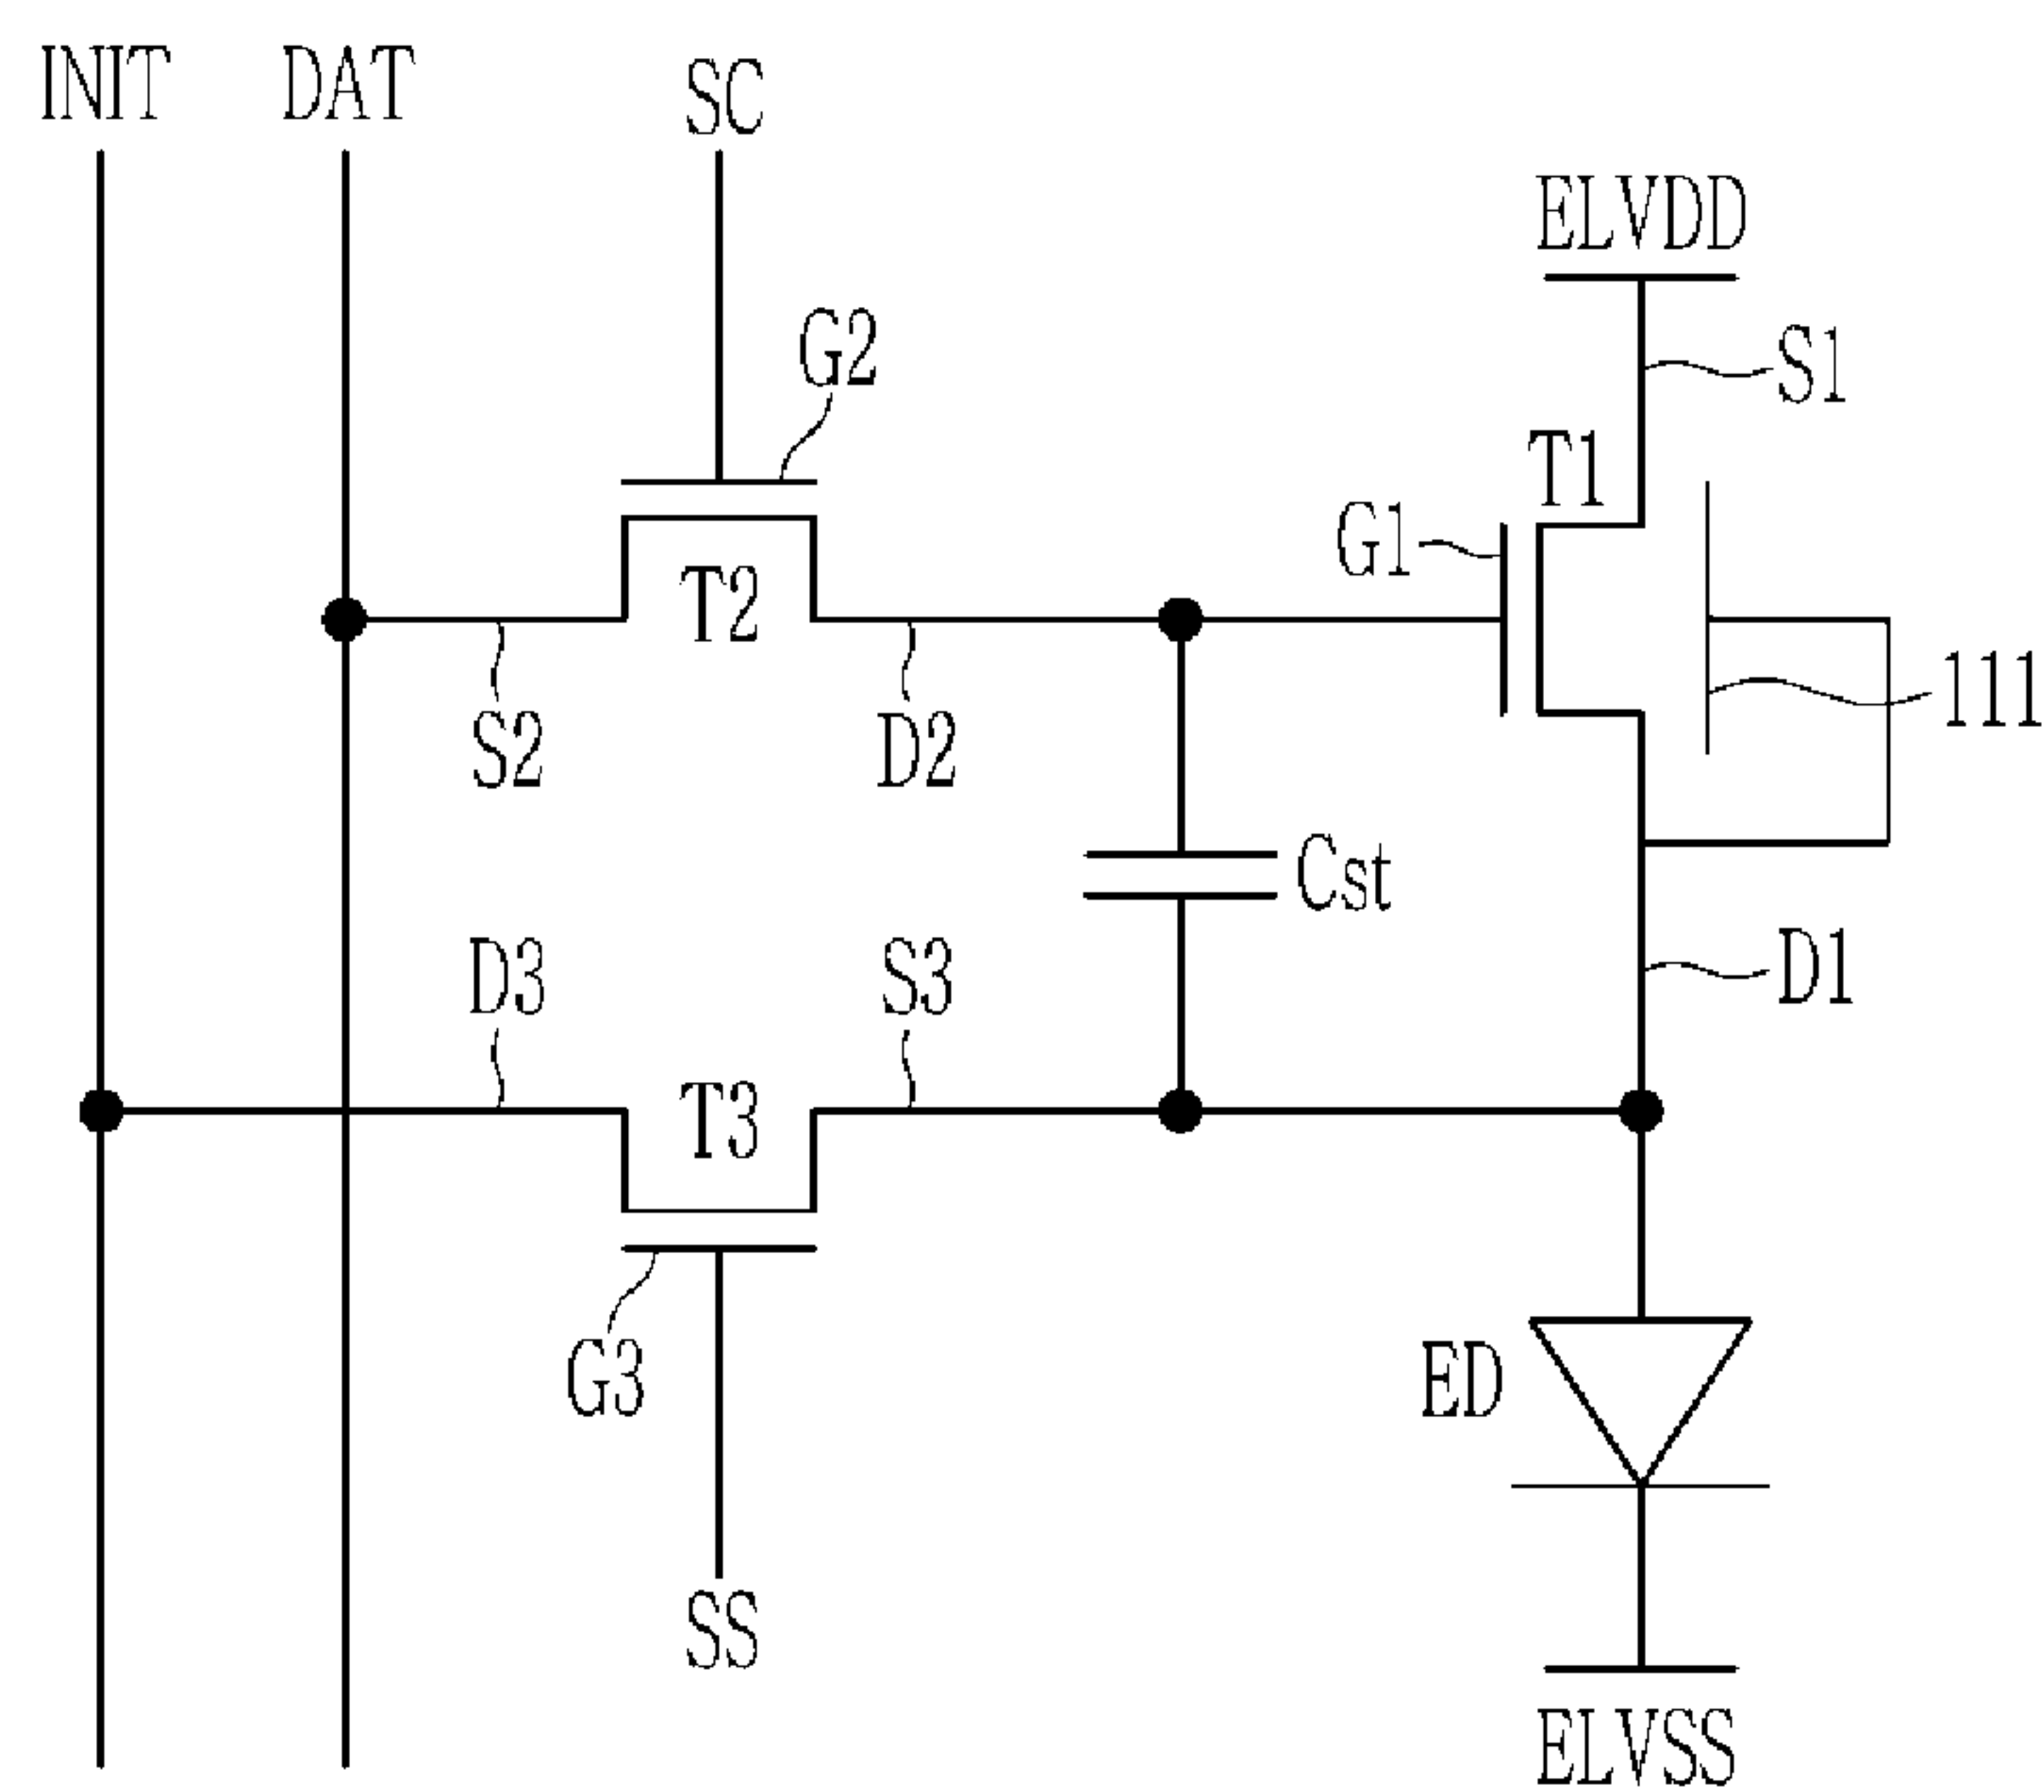 INIT
DAT
SC
ELVDD
G2
S1
T1
G1
T2
111
S2
D2
Cst
D3
S3
D1
T3
G3
ED
SS
ELVSS